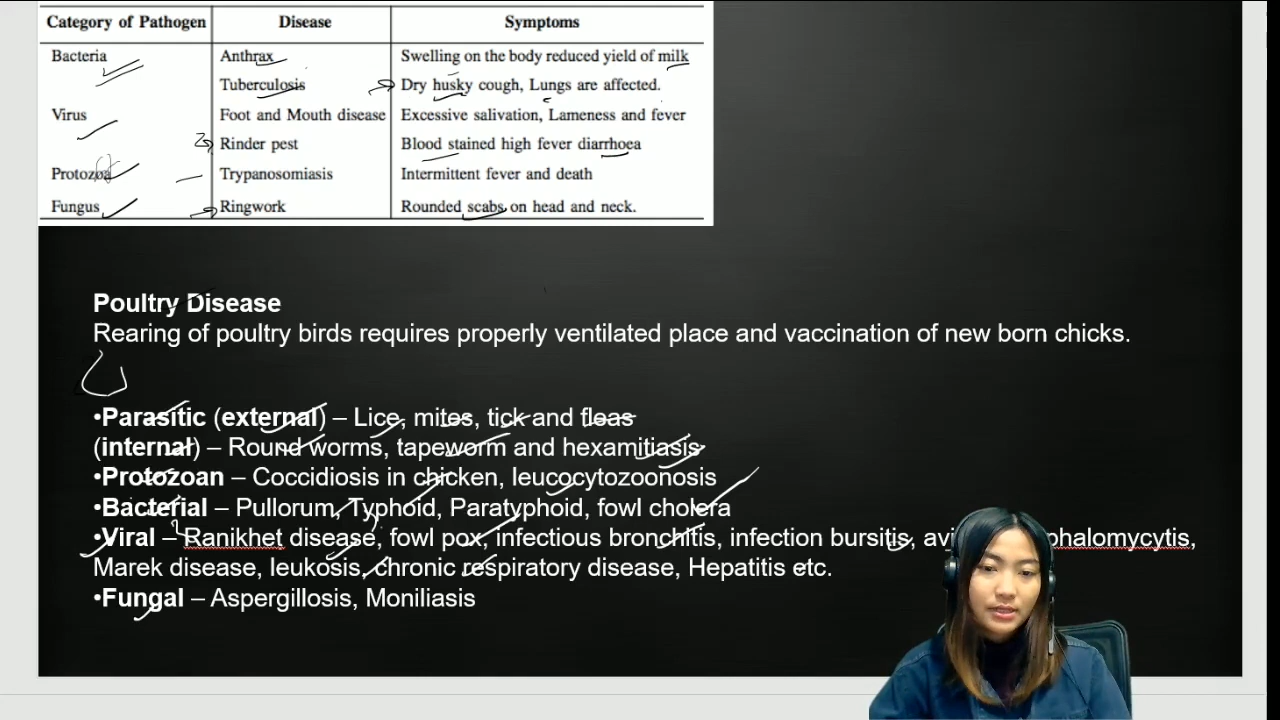 Category of Pathogen Disease Symptoms
Bacteria Anthrax Swelling on the body reduced yield of milk
Tuberculosis Dry husky cough, Lungs are affected.
Virus Foot and Mouth disease Excessive salivation, Lameness and fever
Rinder pest Blood stained high fever diarrhoea
Protozoa Trypanosomiasis Intermittent fever and death
Fungus Ringwork Rounded scabs on head and neck.
Poultry Disease
Rearing of poultry birds requires properly ventilated place and vaccination of new born chicks.
•Parasitic (external) – Lice, mites, tick and fleas
(internal) – Round worms, tapeworm and hexamitiasis
•Protozoan – Coccidiosis in chicken, leucocytozoonosis
•Bacterial – Pullorum, Typhoid, Paratyphoid, fowl cholera
•Viral – Ranikhet disease, fowl pox, infectious bronchitis, infection bursitis,
Marek disease, leukosis, chronic respiratory disease, Hepatitis etc.
•Fungal – Aspergillosis, Moniliasis